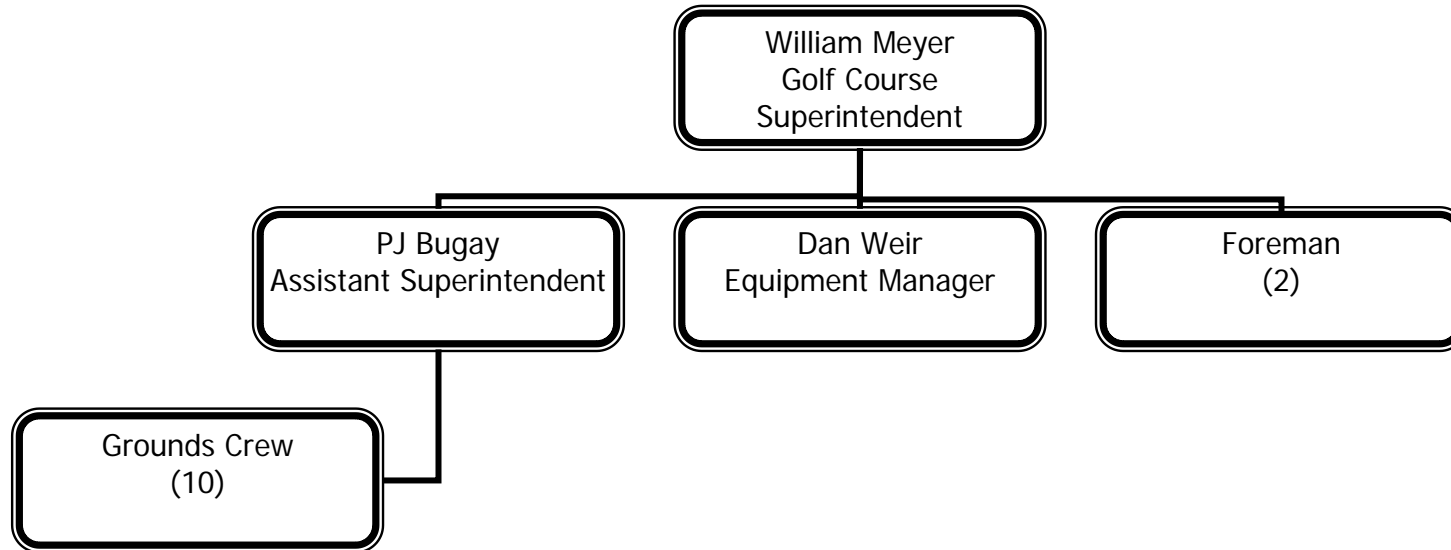 William Meyer
Golf Course
Superintendent
PJ Bugay
Assistant Superintendent
Dan Weir
Equipment Manager
Foreman
(2)
Grounds Crew
(10)